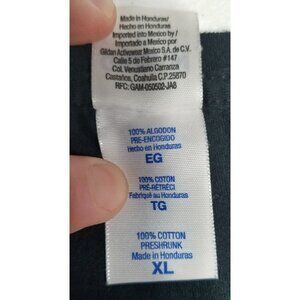 Made in Honduras/
Hecho en Honduras
Imported into Mexico by /
Importado a Mexico por
Gildan Activewear Mexico S.A. de C.V.
Calle 5 de Febrero #147
Col. Venustiano Carranza
Castaños, Coahuila C.P. 25870
RFC: GAM-050502-JA8
100% ALGODON
PRE-ENCOGIDO
Hecho en Honduras
EG
100% COTON
PRÉ-RÉTRÉCI
Fabriqué au Honduras
TG
100% COTTON
PRESHRUNK
Made in Honduras
XL